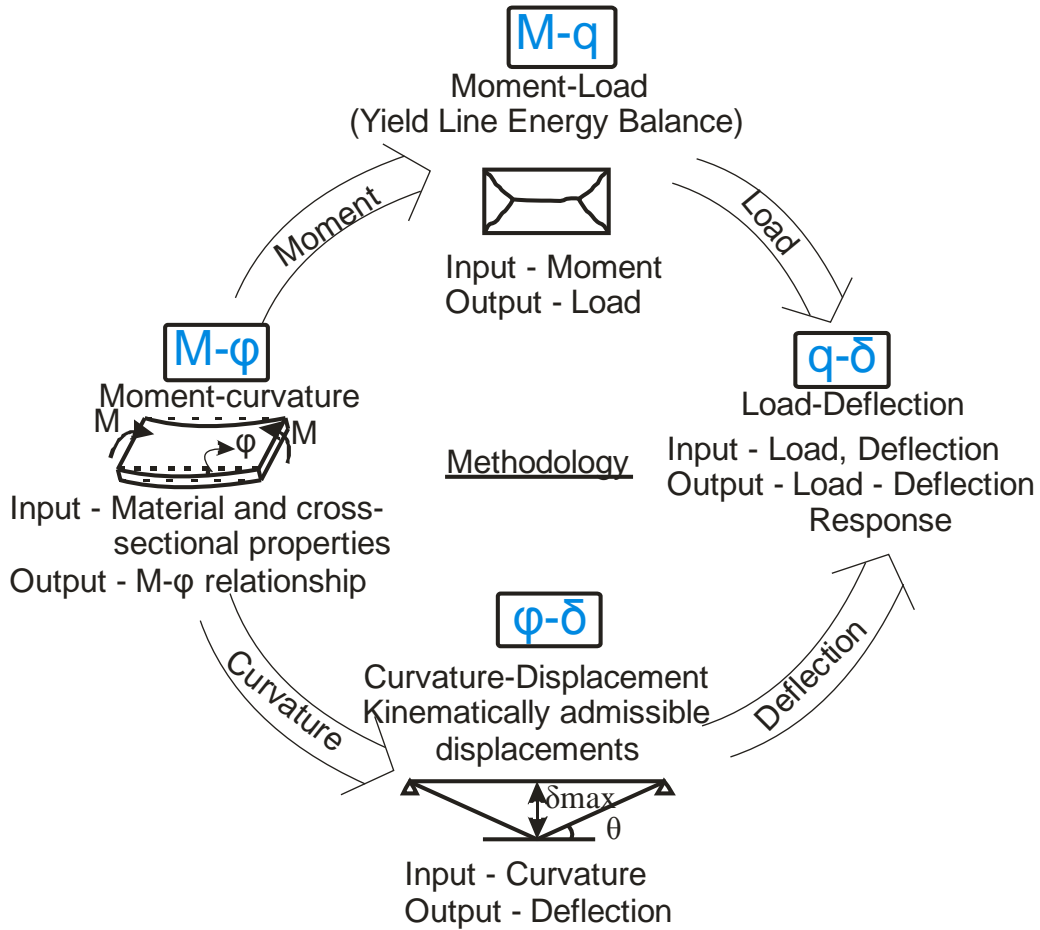 M-q
Moment-Load
(Yield Line Energy Balance)
Moment
Load
Input - Moment
Output - Load
M-φ
Moment-curvature
M
M
φ
Input - Material and cross-
sectional properties
Output - M-φ relationship
Methodology
q-δ
Load-Deflection
Input - Load, Deflection
Output - Load - Deflection
Response
Curvature
φ-δ
Curvature-Displacement
Kinematically admissible
displacements
Deflection
δmax
θ
Input - Curvature
Output - Deflection